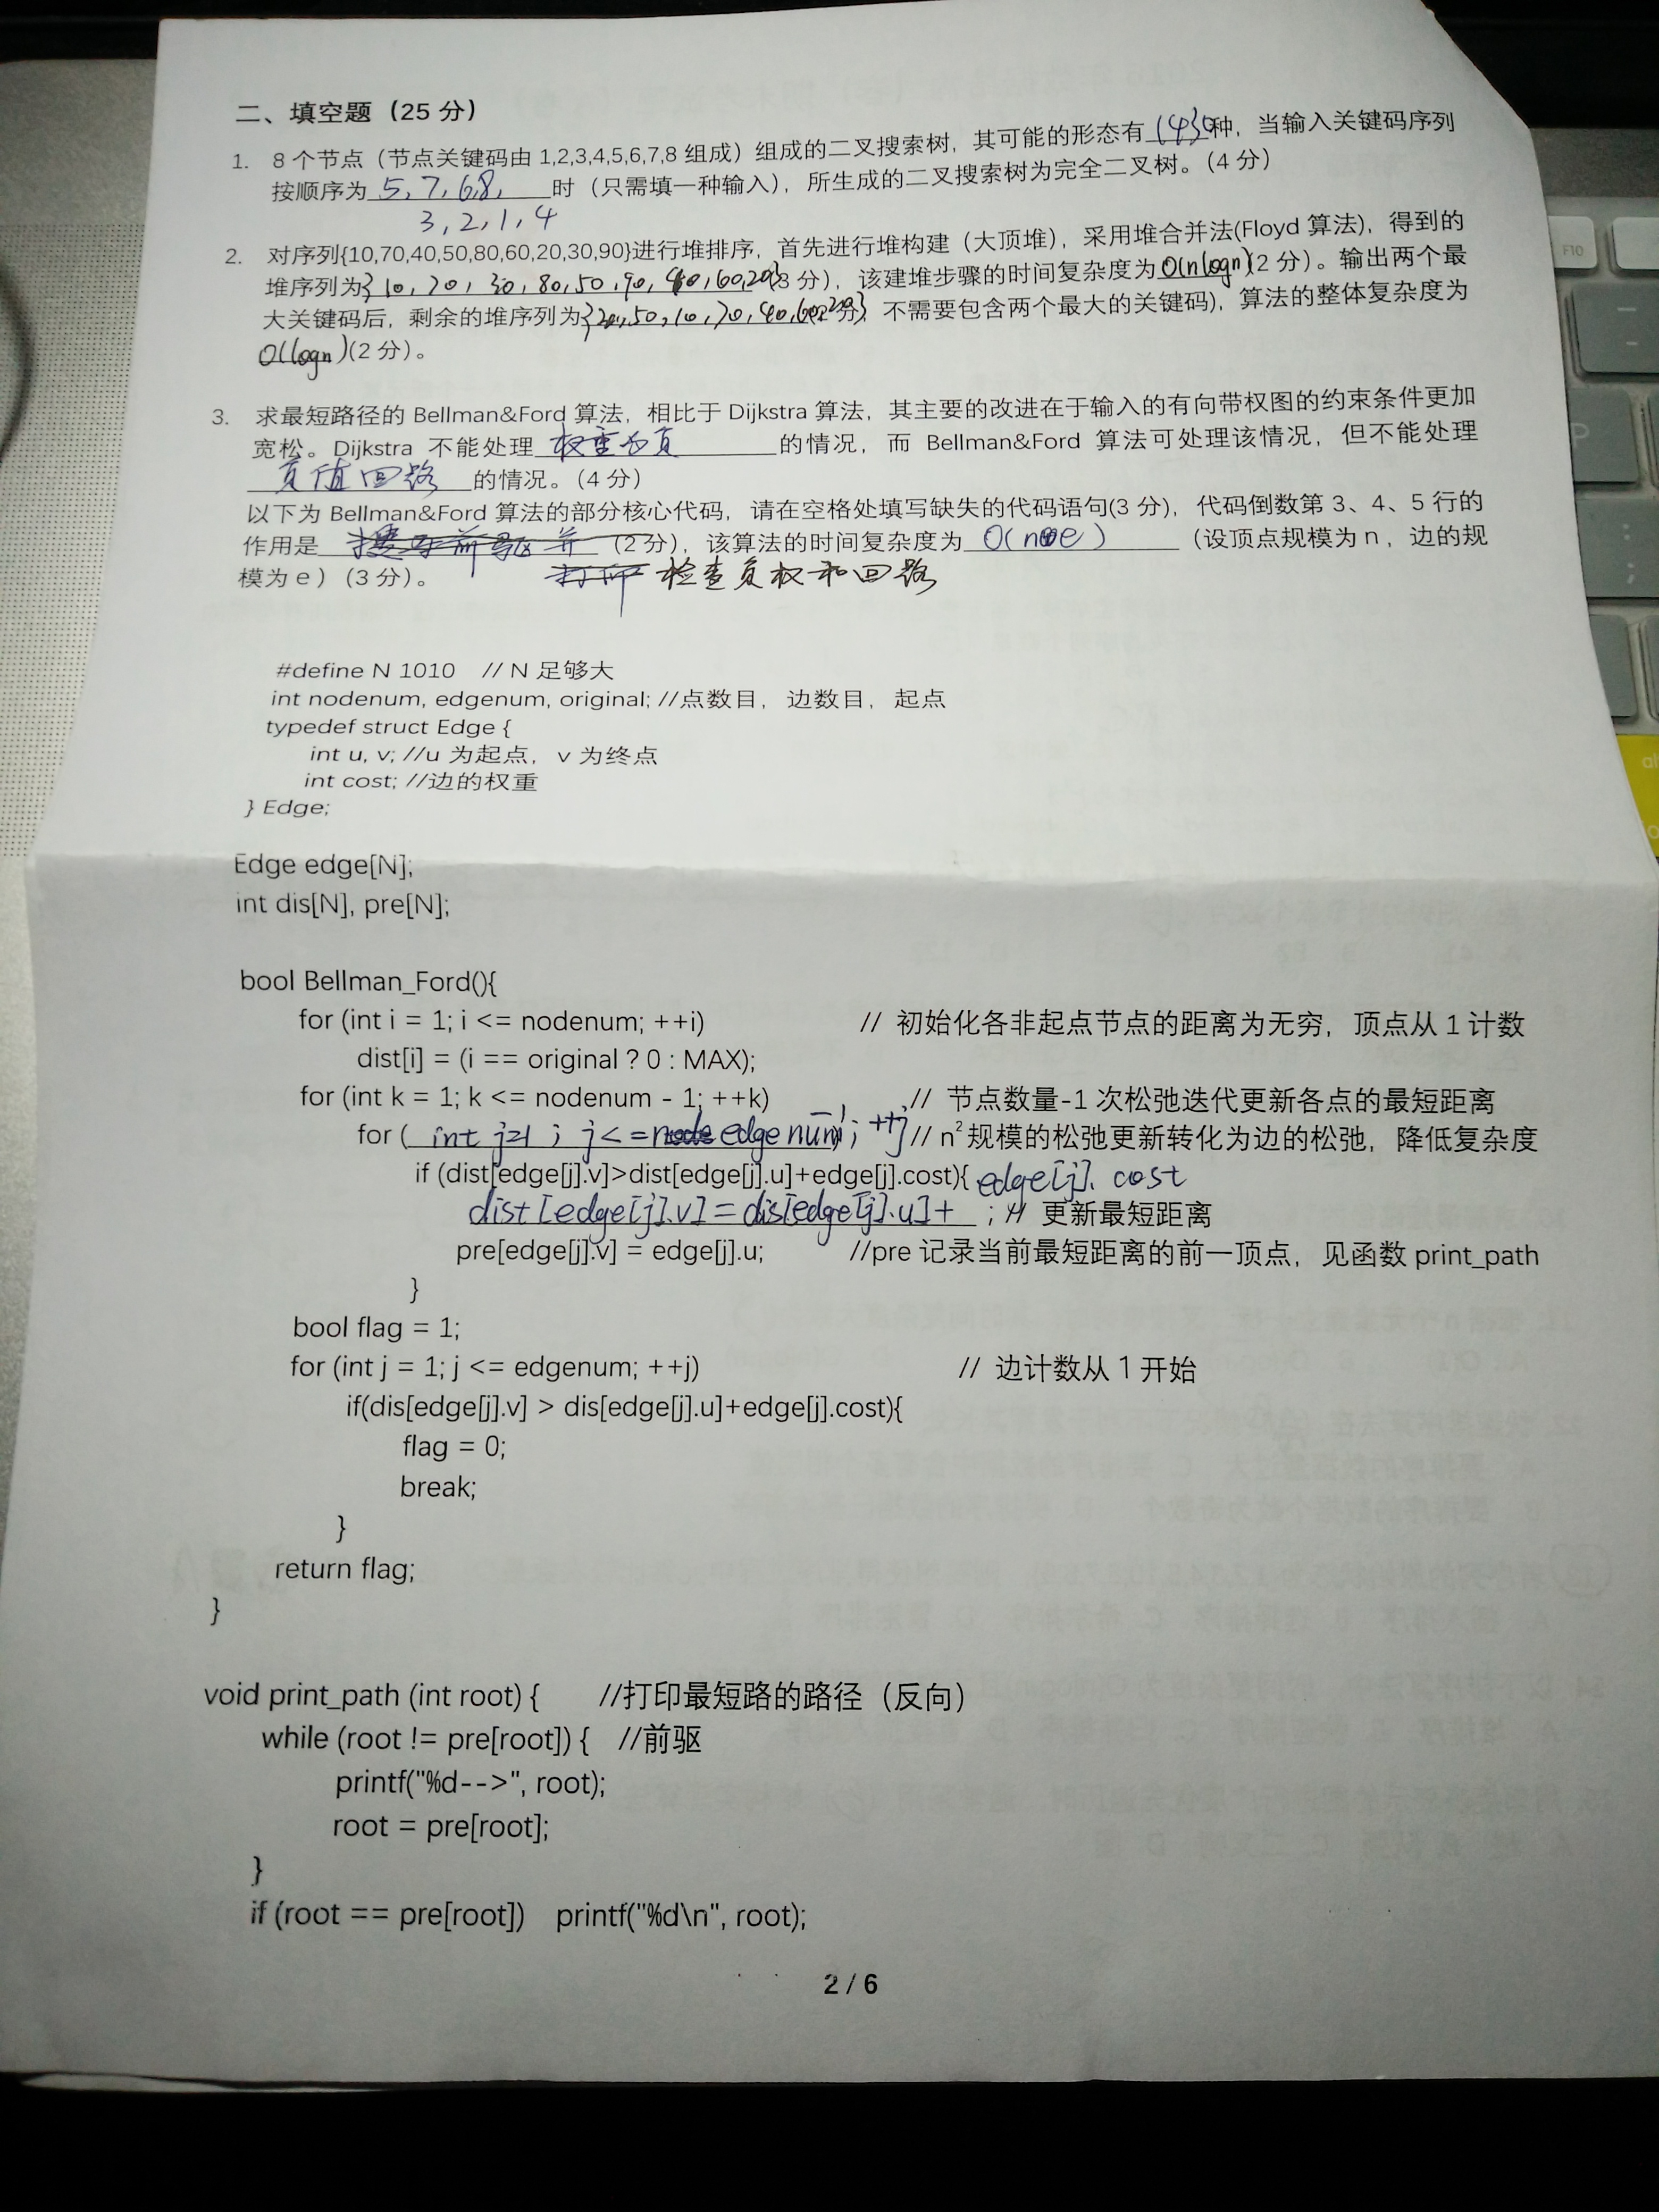 二、填空题（25 分）
1. 8 个节点（节点关键码由 1,2,3,4,5,6,7,8 组成）组成的二叉搜索树，其可能的形态有 1430 种，当输入关键码序列
按顺序为 5, 7, 6, 8, 时（只需填一种输入），所生成的二叉搜索树为完全二叉树。（4 分）
3, 2, 1, 4
2. 对序列{10,70,40,50,80,60,20,30,90}进行堆排序，首先进行堆构建（大顶堆），采用堆合并法(Floyd 算法)，得到的
堆序列为{10, 70, 30, 80, 50, 90, 40, 60, 20}(3 分)，该建堆步骤的时间复杂度为 O(nlogn)(2 分)。输出两个最
大关键码后，剩余的堆序列为 50, 10, 70, 40, 分，不需要包含两个最大的关键码)，算法的整体复杂度为
O(logn)(2 分)。
3. 求最短路径的 Bellman&Ford 算法，相比于 Dijkstra 算法，其主要的改进在于输入的有向带权图的约束条件更加
宽松。Dijkstra 不能处理 权重为负 的情况，而 Bellman&Ford 算法可处理该情况，但不能处理
负值回路 的情况。（4 分）
以下为 Bellman&Ford 算法的部分核心代码，请在空格处填写缺失的代码语句(3 分)，代码倒数第 3、4、5 行的
作用是 (2 分)，该算法的时间复杂度为 O(ne) （设顶点规模为 n，边的规
模为 e）（3 分）。 打印 检查负权和回路
#define N 1010 // N 足够大
int nodenum, edgenum, original; //点数目，边数目，起点
typedef struct Edge {
int u, v; //u 为起点，v 为终点
int cost; //边的权重
} Edge;
Edge edge[N];
int dis[N], pre[N];
bool Bellman_Ford(){
for (int i = 1; i <= nodenum; ++i) // 初始化各非起点节点的距离为无穷，顶点从 1 计数
dist[i] = (i == original ? 0 : MAX);
for (int k = 1; k <= nodenum - 1; ++k) // 节点数量-1 次松弛迭代更新各点的最短距离
for ( int j=1 ; j<= edgenum ; ++j // n²规模的松弛更新转化为边的松弛，降低复杂度
if (dist[edge[j].v]>dist[edge[j].u]+edge[j].cost){ edge[j]. cost
dist [edge[j].v] = dis[edge[j].u]+ ; // 更新最短距离
pre[edge[j].v] = edge[j].u; //pre 记录当前最短距离的前一顶点，见函数 print_path
}
bool flag = 1;
for (int j = 1; j <= edgenum; ++j) // 边计数从 1 开始
if(dis[edge[j].v] > dis[edge[j].u]+edge[j].cost){
flag = 0;
break;
}
return flag;
}
void print_path (int root) { //打印最短路的路径（反向）
while (root != pre[root]) { //前驱
printf("%d-->", root);
root = pre[root];
}
if (root == pre[root]) printf("%d\n", root);
2 / 6